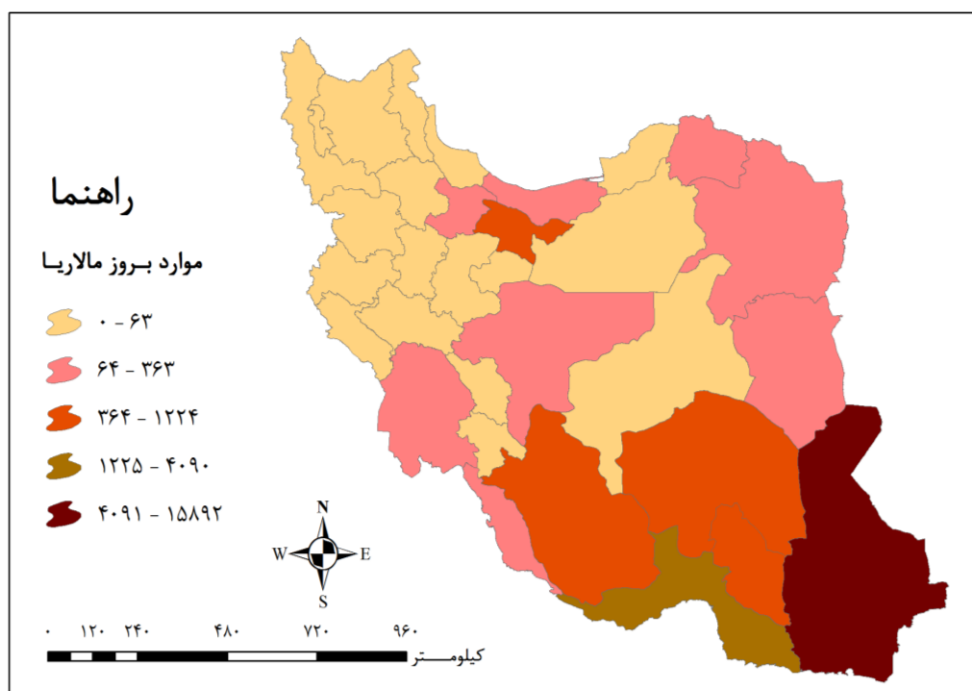 راهنما
موارد بروز مالاریا
۰ - ۶۳
۶۴ - ۳۶۳
۳۶۴ - ۱۲۲۴
۱۲۲۵ - ۴۰۹۰
۴۰۹۱ - ۱۵۸۹۲
N
W E
S
۰ ۱۲۰ ۲۴۰ ۴۸۰ ۷۲۰ ۹۶۰
کیلومتر